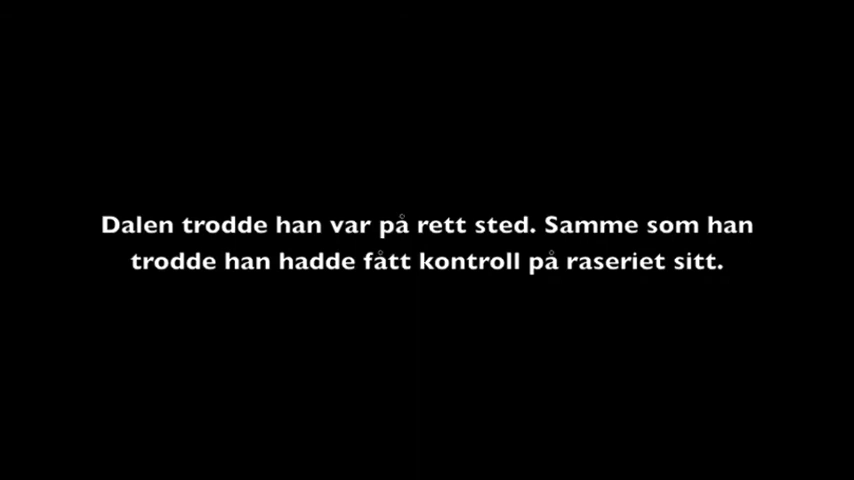 Dalen trodde han var på rett sted. Samme som han
trodde han hadde fått kontroll på raseriet sitt.